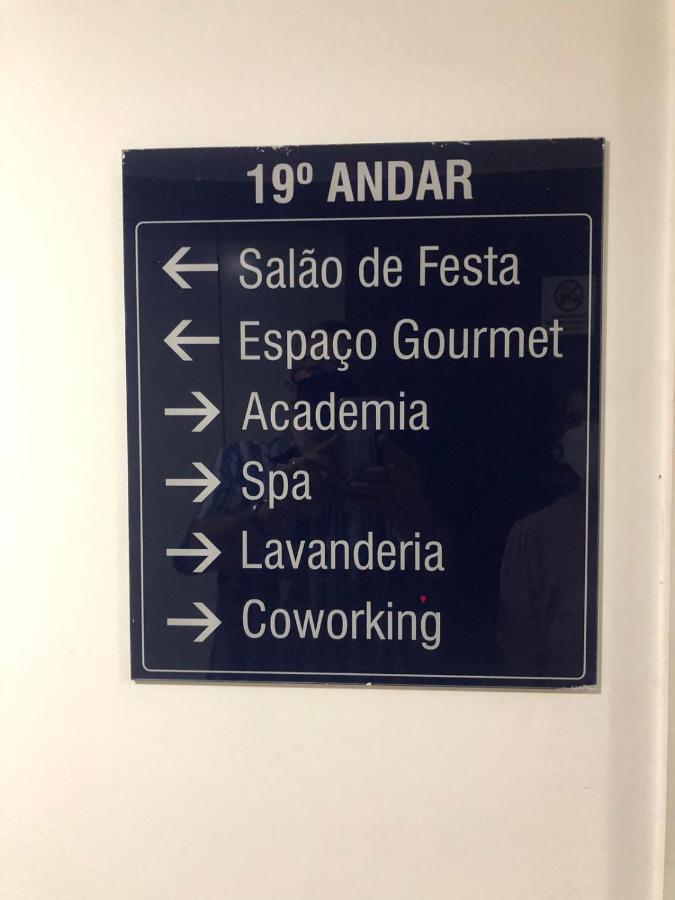 19º ANDAR
← Salão de Festa
← Espaço Gourmet
→ Academia
→ Spa
→ Lavanderia
→ Coworking